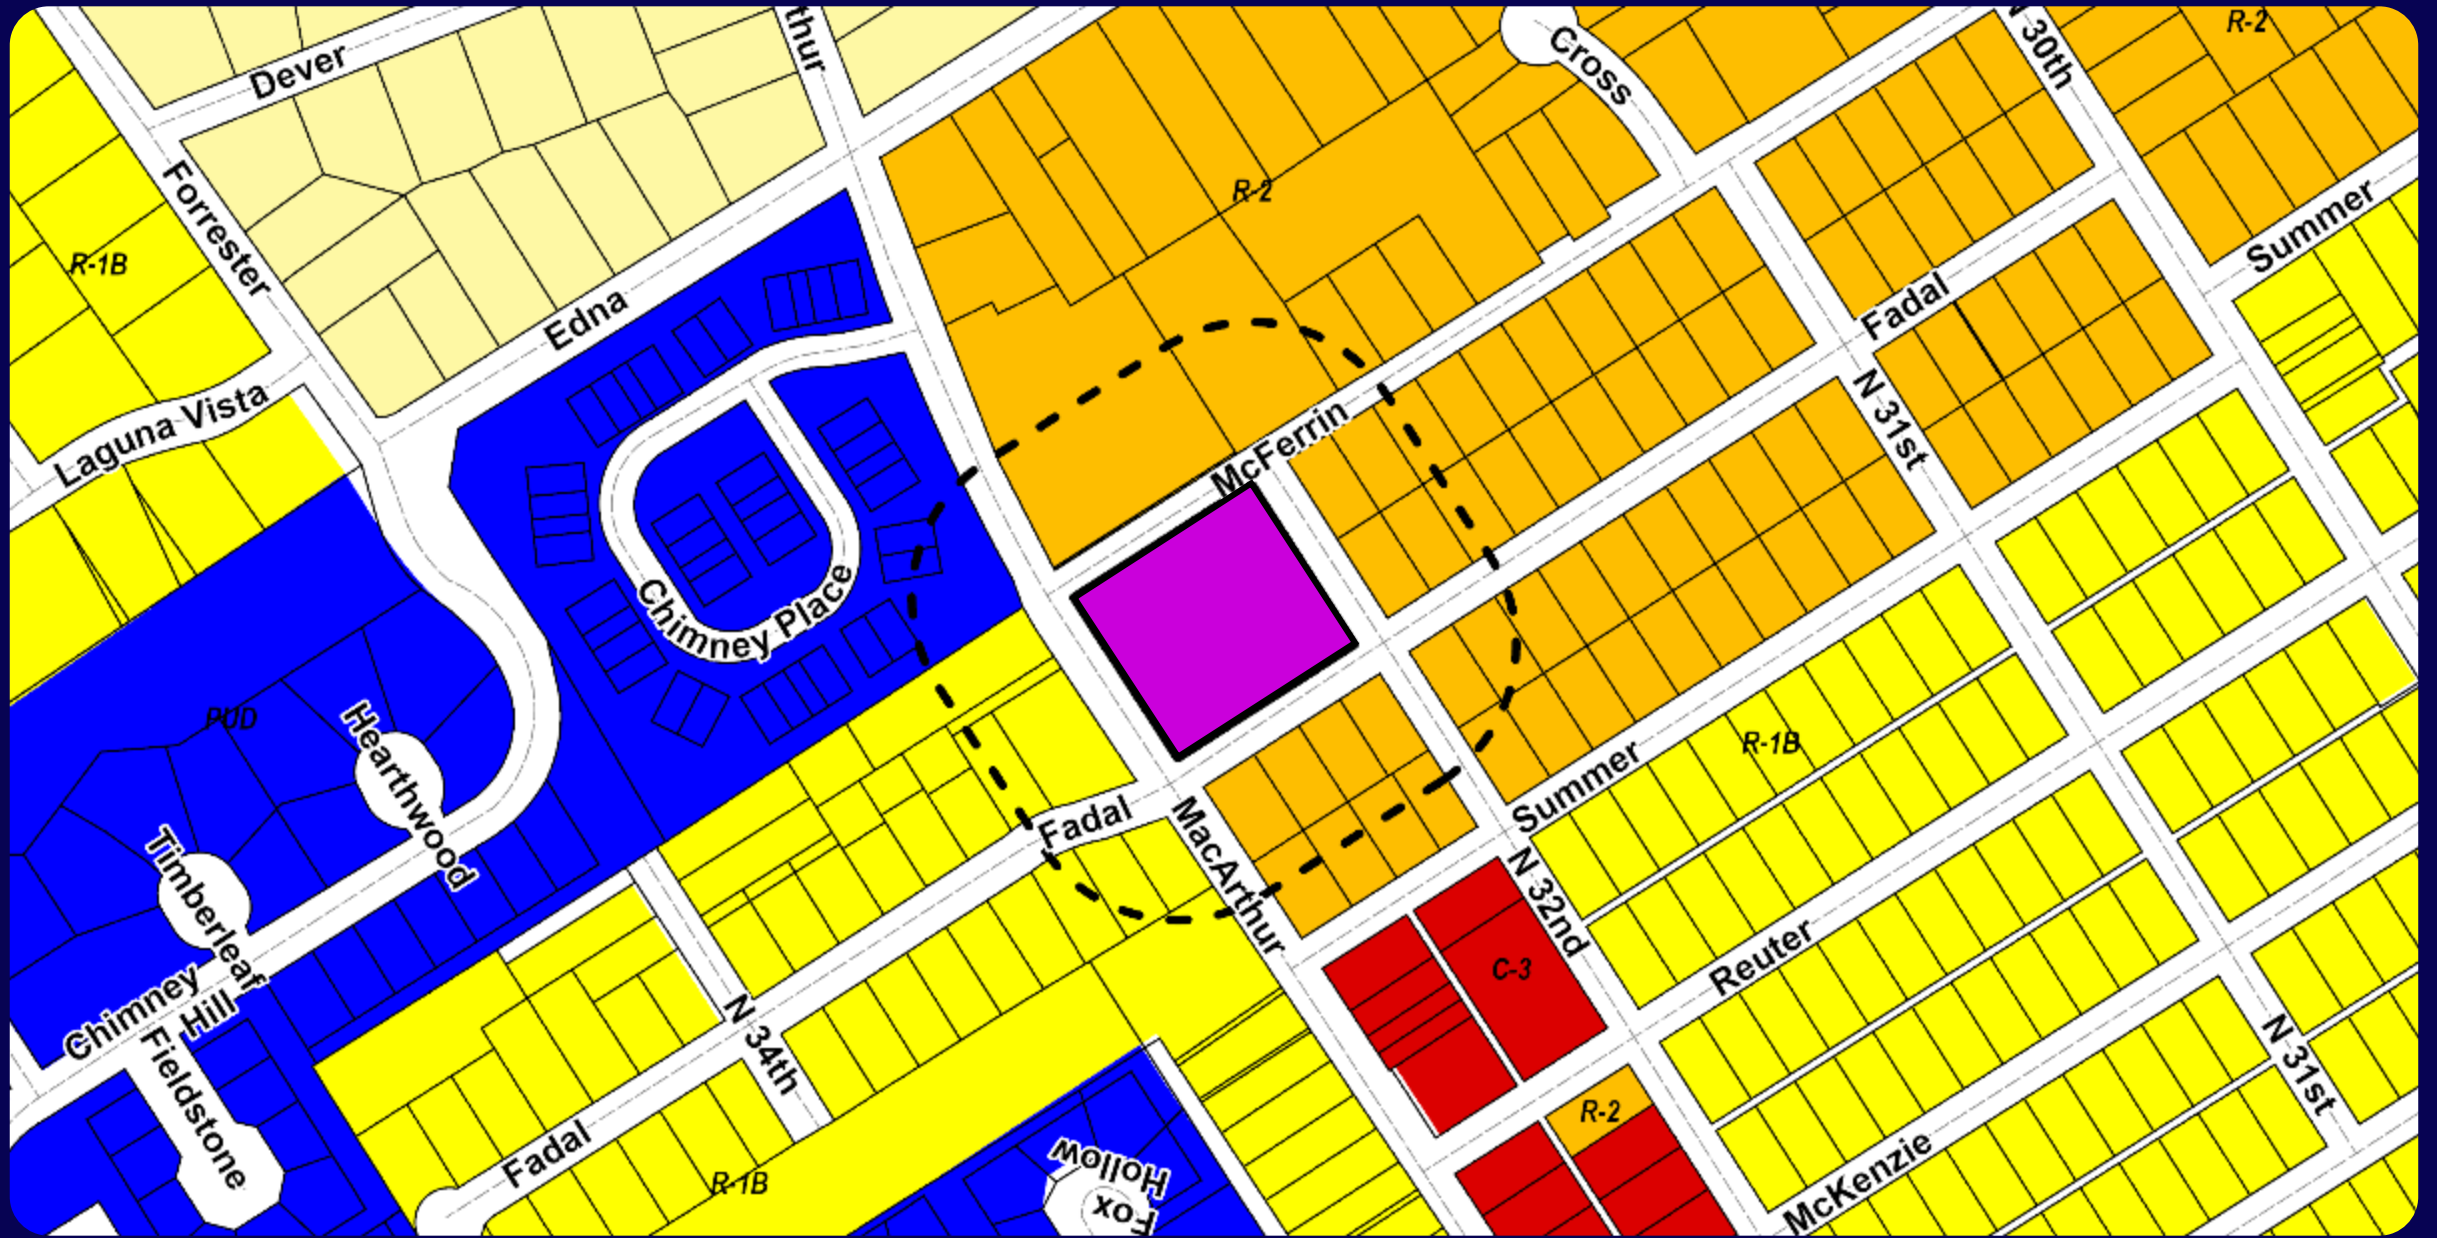 Dever
thur
Cross
N 30th
R-2
R-2
Forrester
R-1B
Summer
Edna
Fadal
Laguna Vista
N 31st
McFerrin
Chimney Place
PUD
Hearthwood
Summer
R-1B
Fadal
MacArthur
Timberleaf
N 32nd
C-3
Reuter
Chimney
Hill
N 34th
Fieldstone
N 31st
R-2
Fadal
R-1B
Fox
Hollow
McKenzie